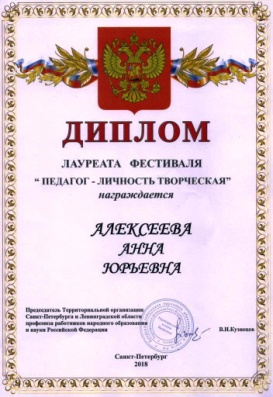 ДИПЛОМ
ЛАУРЕАТА ФЕСТИВАЛЯ
“ ПЕДАГОГ - ЛИЧНОСТЬ ТВОРЧЕСКАЯ”
награждается
АЛЕКСЕЕВА
АННА
ЮРЬЕВНА
Председатель Территориальной организации
Санкт-Петербурга и Ленинградской области
профсоюза работников народного образования
и науки Российской Федерации
В.Н.Кузнецов
Санкт-Петербург
2018